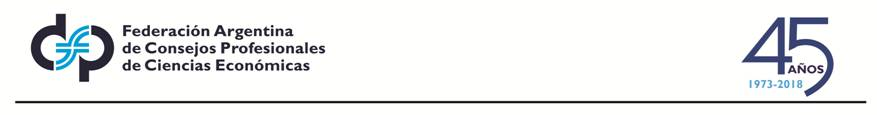 Federación Argentina
de Consejos Profesionales
de Ciencias Económicas
45
AÑOS
1973-2018